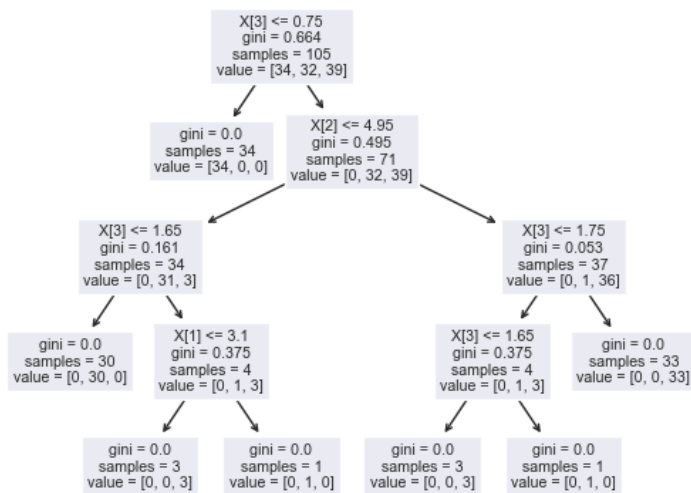 X[3] <= 0.75
gini = 0.664
samples = 105
value = [34, 32, 39]
gini = 0.0
samples = 34
value = [34, 0, 0]
X[2] <= 4.95
gini = 0.495
samples = 71
value = [0, 32, 39]
X[3] <= 1.65
gini = 0.161
samples = 34
value = [0, 31, 3]
X[3] <= 1.75
gini = 0.053
samples = 37
value = [0, 1, 36]
gini = 0.0
samples = 30
value = [0, 30, 0]
X[1] <= 3.1
gini = 0.375
samples = 4
value = [0, 1, 3]
X[3] <= 1.65
gini = 0.375
samples = 4
value = [0, 1, 3]
gini = 0.0
samples = 33
value = [0, 0, 33]
gini = 0.0
samples = 3
value = [0, 0, 3]
gini = 0.0
samples = 1
value = [0, 1, 0]
gini = 0.0
samples = 3
value = [0, 0, 3]
gini = 0.0
samples = 1
value = [0, 1, 0]